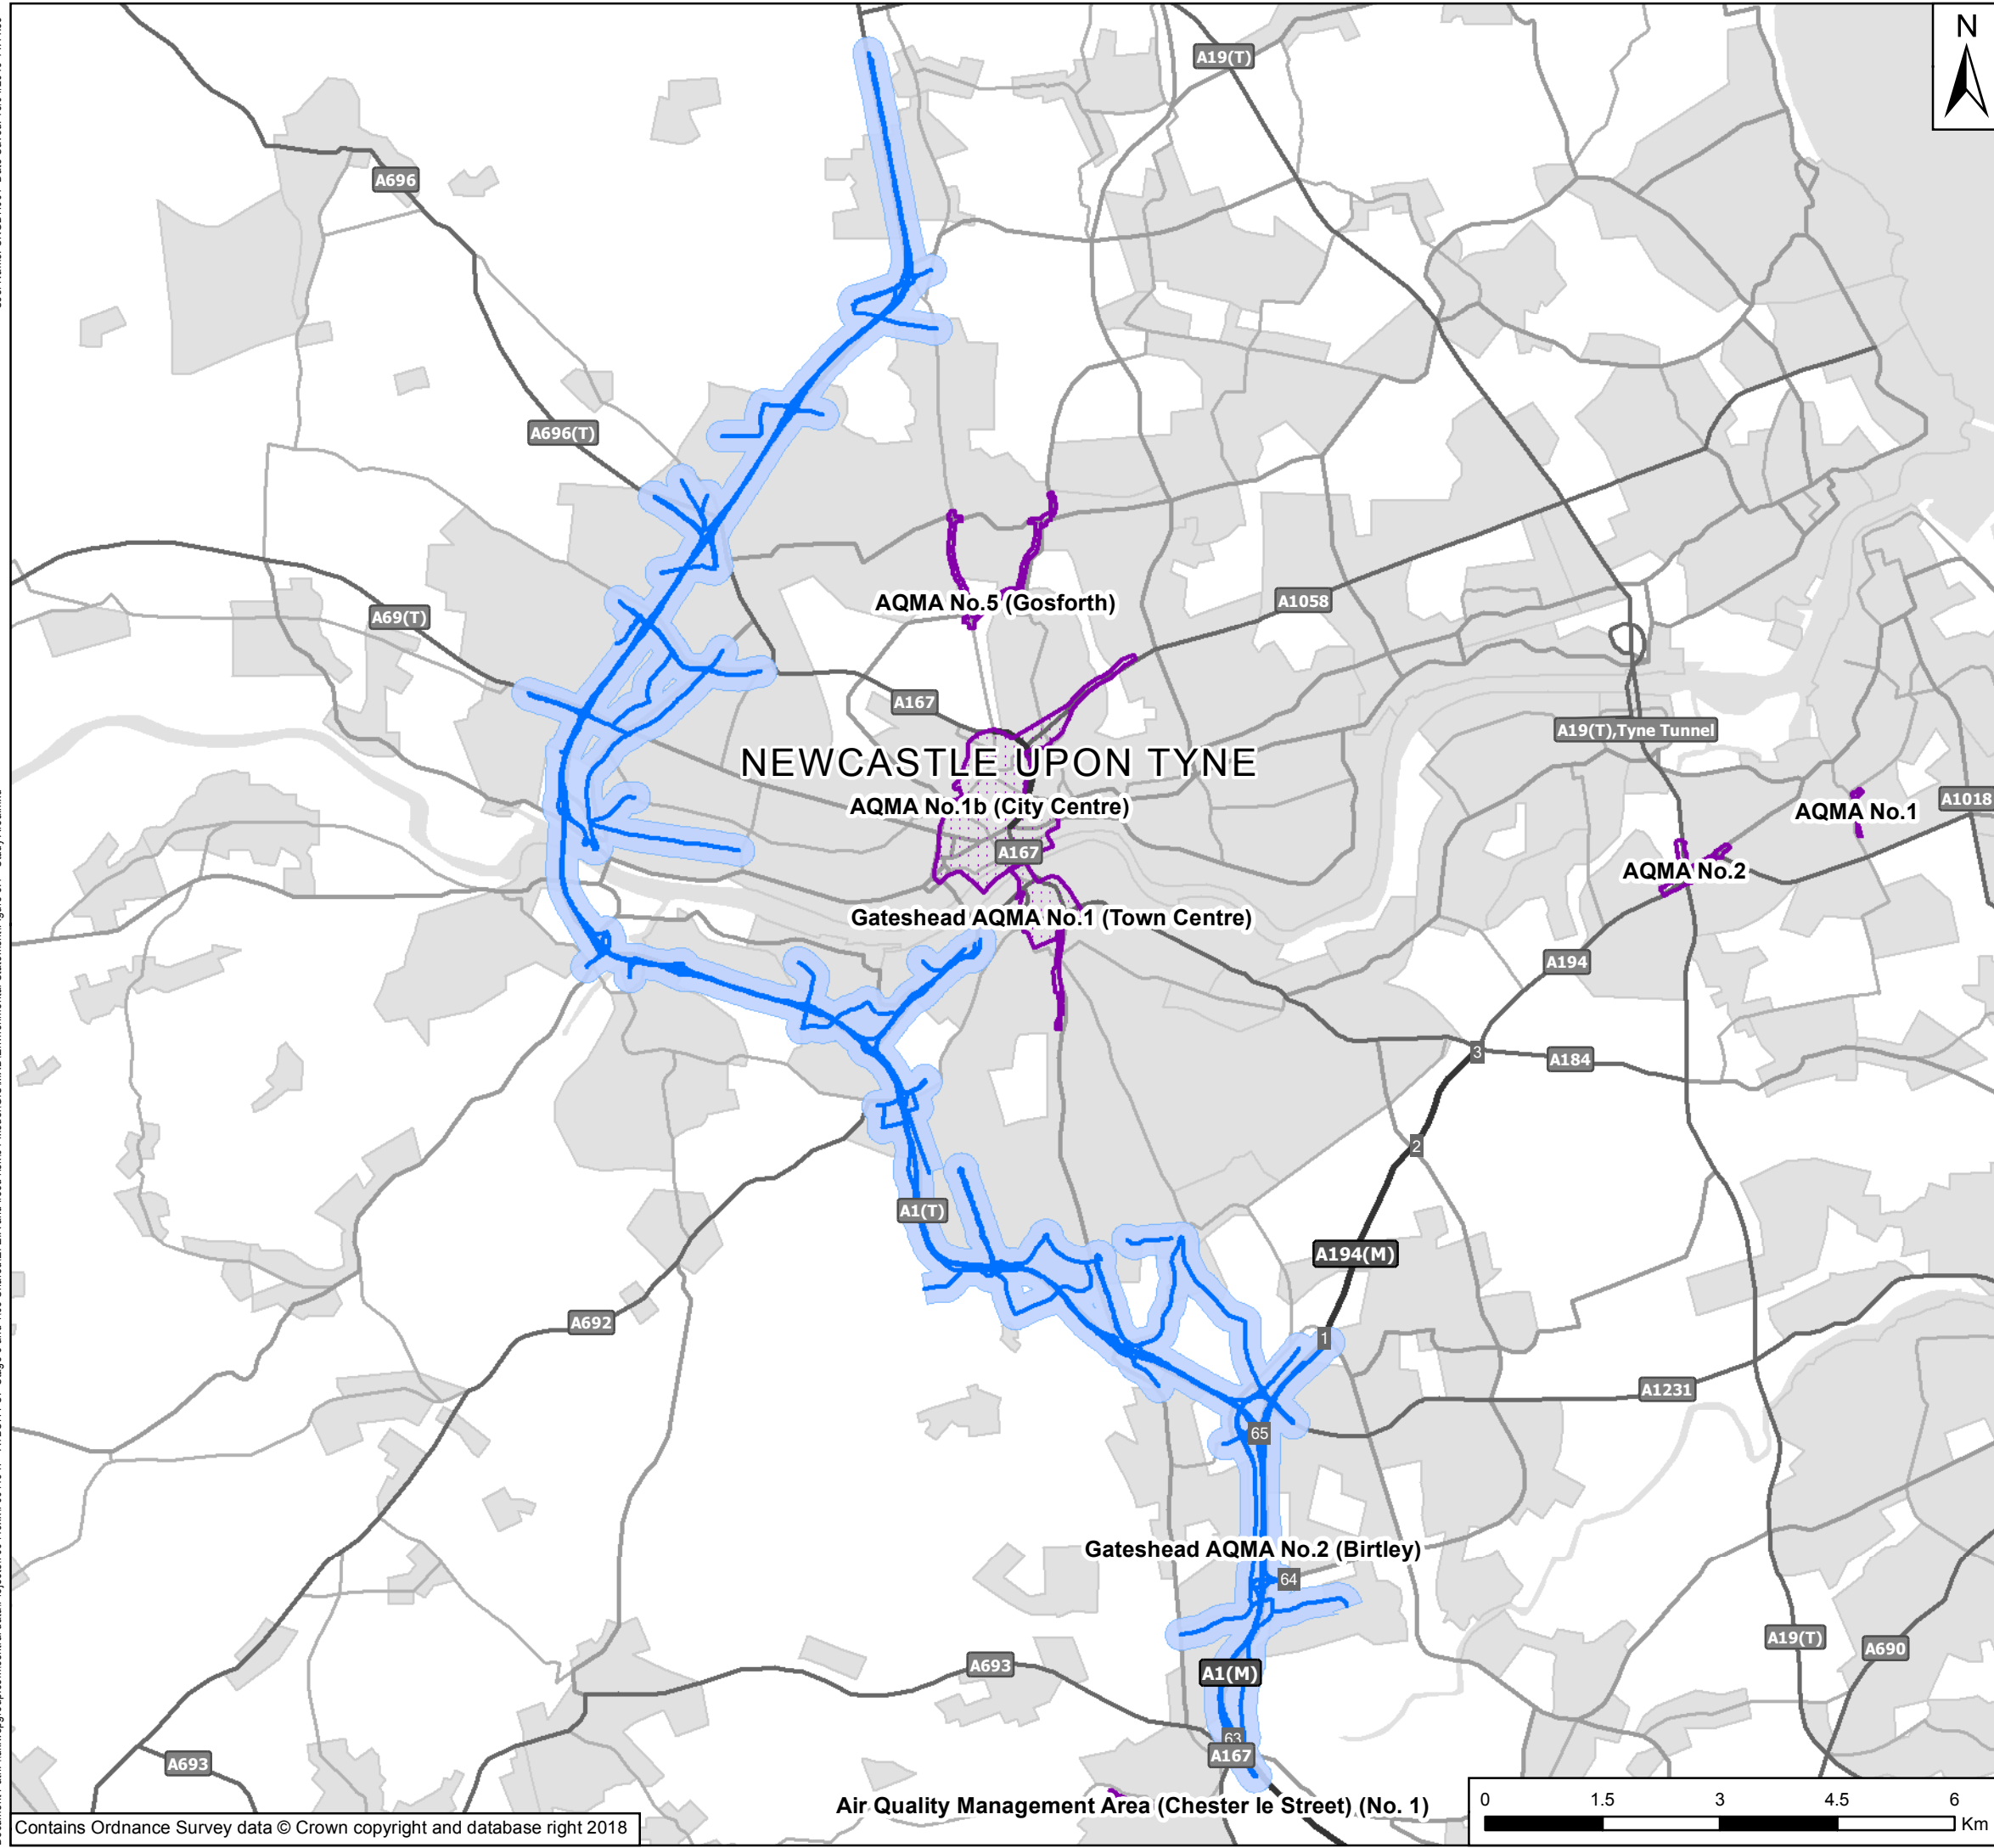 N
A19(T)
A696
A696(T)
AQMA No.5 (Gosforth)
A1058
A69(T)
A167
A19(T),Tyne Tunnel
NEWCASTLE UPON TYNE
AQMA No.1b (City Centre)
AQMA No.1
A1018
A167
AQMA No.2
Gateshead AQMA No.1 (Town Centre)
A194
3
A184
2
A1(T)
A194(M)
A692
1
A1231
65
Gateshead AQMA No.2 (Birtley)
64
A19(T)
A690
A693
A1(M)
63
A167
A693
Air Quality Management Area (Chester le Street) (No. 1)
0 1.5 3 4.5 6
Km
Contains Ordnance Survey data © Crown copyright and database right 2018